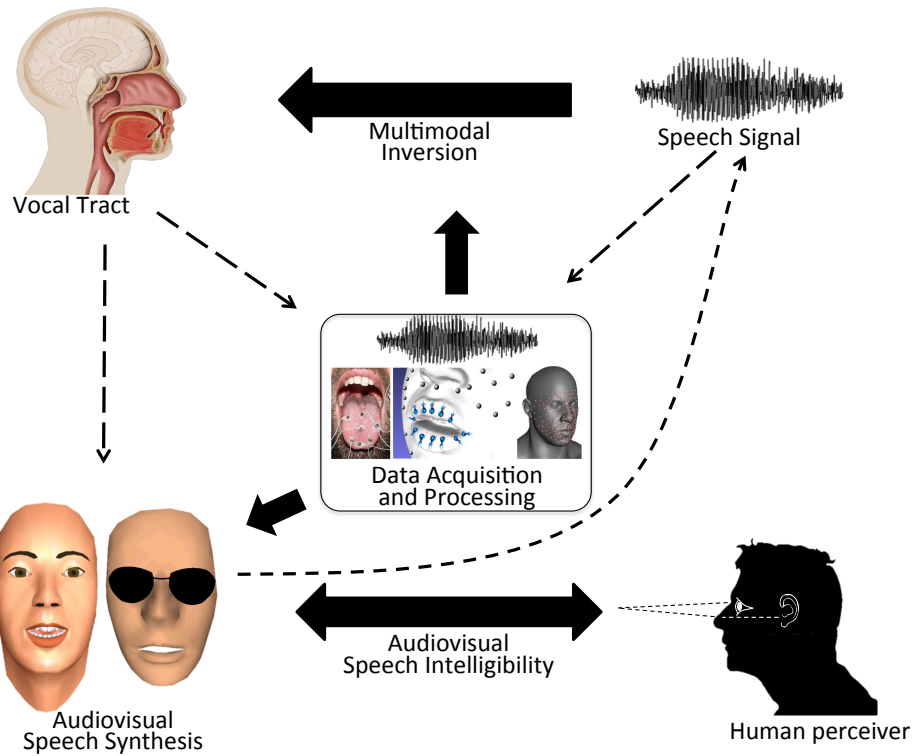 Multimodal
Inversion
Speech Signal
Vocal Tract
Data Acquisition
and Processing
Audiovisual
Speech Intelligibility
Audiovisual
Speech Synthesis
Human perceiver